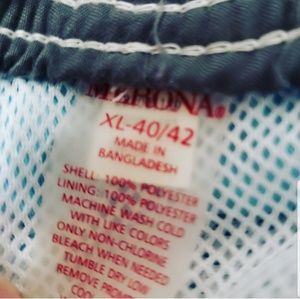 MERONA®
XL-40/42
MADE IN
BANGLADESH
SHELL: 100% POLYESTER
LINING: 100% POLYESTER
MACHINE WASH COLD
WITH LIKE COLORS
ONLY NON-CHLORINE
BLEACH WHEN NEEDED
TUMBLE DRY LOW
REMOVE